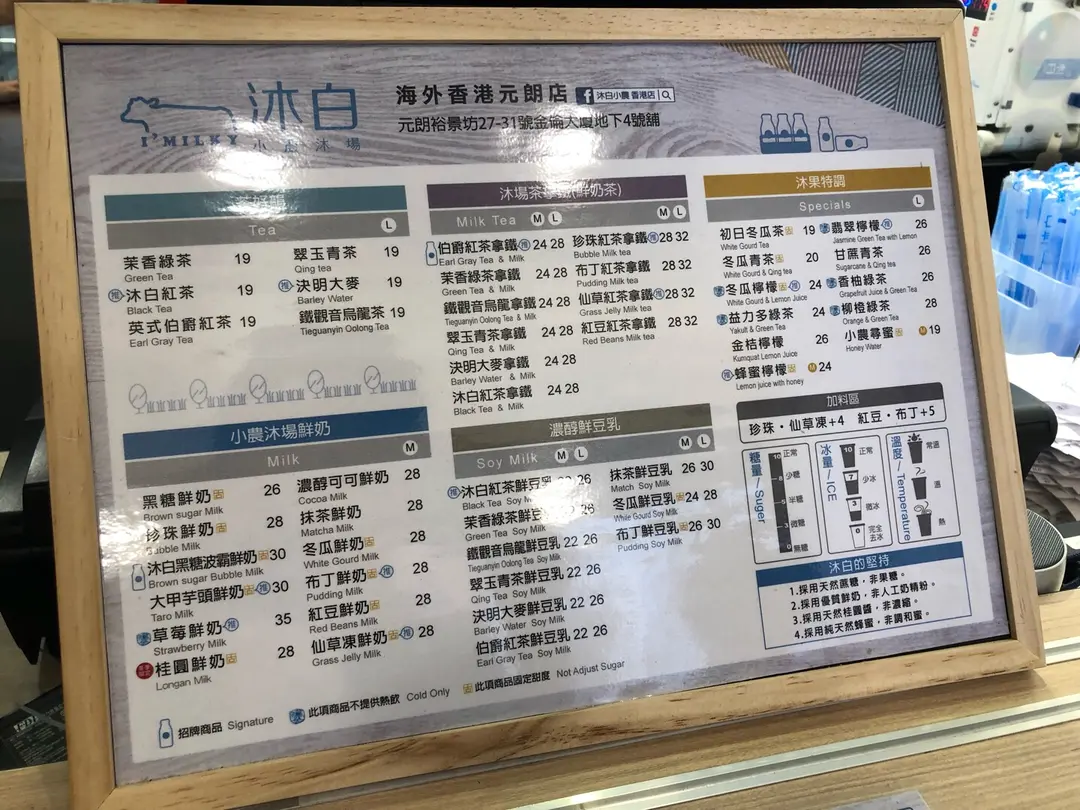 沐白
I'MILKY
小農沐場
海外香港元朗店
沐白小農 香港店
元朗裕景坊27-31號金倫大廈地下4號舖
Tea L
茉香綠茶 19
Green Tea
推 沐白紅茶 19
Black Tea
英式伯爵紅茶 19
Earl Gray Tea
翠玉青茶 19
Qing tea
推 決明大麥 19
Barley Water
鐵觀音烏龍茶 19
Tieguanyin Oolong Tea
沐場茶拿鐵(鮮奶茶)
Milk Tea M L M L
伯爵紅茶拿鐵 推 24 28
Earl Gray Tea & Milk
茉香綠茶拿鐵 24 28
Green Tea & Milk
鐵觀音烏龍拿鐵 24 28
Tieguanyin Oolong Tea & Milk
翠玉青茶拿鐵 24 28
Qing Tea & Milk
決明大麥拿鐵 24 28
Barley Water & Milk
沐白紅茶拿鐵 24 28
Black Tea & Milk
珍珠紅茶拿鐵 推 28 32
Bubble Milk tea
布丁紅茶拿鐵 28 32
Pudding Milk tea
仙草紅茶拿鐵 推 28 32
Grass Jelly Milk tea
紅豆紅茶拿鐵 28 32
Red Beans Milk tea
沐果特調
Specials L
初日冬瓜茶 19
White Gourd Tea
冬瓜青茶 20
White Gourd & Qing tea
冬瓜檸檬 推 24
White Gourd & Lemon Juice
益力多綠茶 24
Yakult & Green Tea
金桔檸檬 26
Kumquat Lemon Juice
推 蜂蜜檸檬 M 24
Lemon juice with honey
翡翠檸檬 推 26
Jasmine Green Tea with Lemon
甘蔗青茶 26
Sugarcane & Qing tea
香柚綠茶 26
Grapefruit Juice & Green Tea
柳橙綠茶 28
Orange & Green Tea
小農尋蜜 M 19
Honey Water
小農沐場鮮奶
Milk M
黑糖鮮奶 26
Brown sugar Milk
珍珠鮮奶 28
Bubble Milk
沐白黑糖波霸鮮奶 30
Brown sugar Bubble Milk
大甲芋頭鮮奶 推 30
Taro Milk
草莓鮮奶 推 35
Strawberry Milk
桂圓鮮奶 28
Longan Milk
濃醇可可鮮奶 28
Cocoa Milk
抹茶鮮奶 28
Matcha Milk
冬瓜鮮奶 28
White Gourd Milk
布丁鮮奶 推 28
Pudding Milk
紅豆鮮奶 28
Red Beans Milk
仙草凍鮮奶 推 28
Grass Jelly Milk
濃醇鮮豆乳
Soy Milk M L M L
推 沐白紅茶鮮豆乳 26
Black Tea Soy
茉香綠茶鮮豆乳 26
Green Tea Soy Milk
鐵觀音烏龍鮮豆乳 22 26
Tieguanyin Oolong Tea Soy Milk
翠玉青茶鮮豆乳 22 26
Qing Tea Soy Milk
決明大麥鮮豆乳 22 26
Barley Water Soy Milk
伯爵紅茶鮮豆乳 22 26
Earl Gray Tea Soy Milk
抹茶鮮豆乳 26 30
Match Soy Milk
冬瓜鮮豆乳 24 28
White Gourd Soy Milk
布丁鮮豆乳 26 30
Pudding Soy Milk
加料區
珍珠・仙草凍+4 紅豆・布丁+5
糖量/Suger
10 正常
8 少糖
5 半糖
3 微糖
0 無糖
冰量/ICE
10 正常
7 少冰
3 微冰
0 完全去冰
溫度/Temperature
常溫
溫
熱
沐白的堅持
1.採用天然蔗糖，非果糖。
2.採用優質鮮奶，非人工奶精粉。
3.採用天然桂圓醬，非濃縮。
4.採用純天然蜂蜜，非調和蜜。
招牌商品 Signature
此項商品不提供熱飲 Cold Only
此項商品固定甜度 Not Adjust Sugar